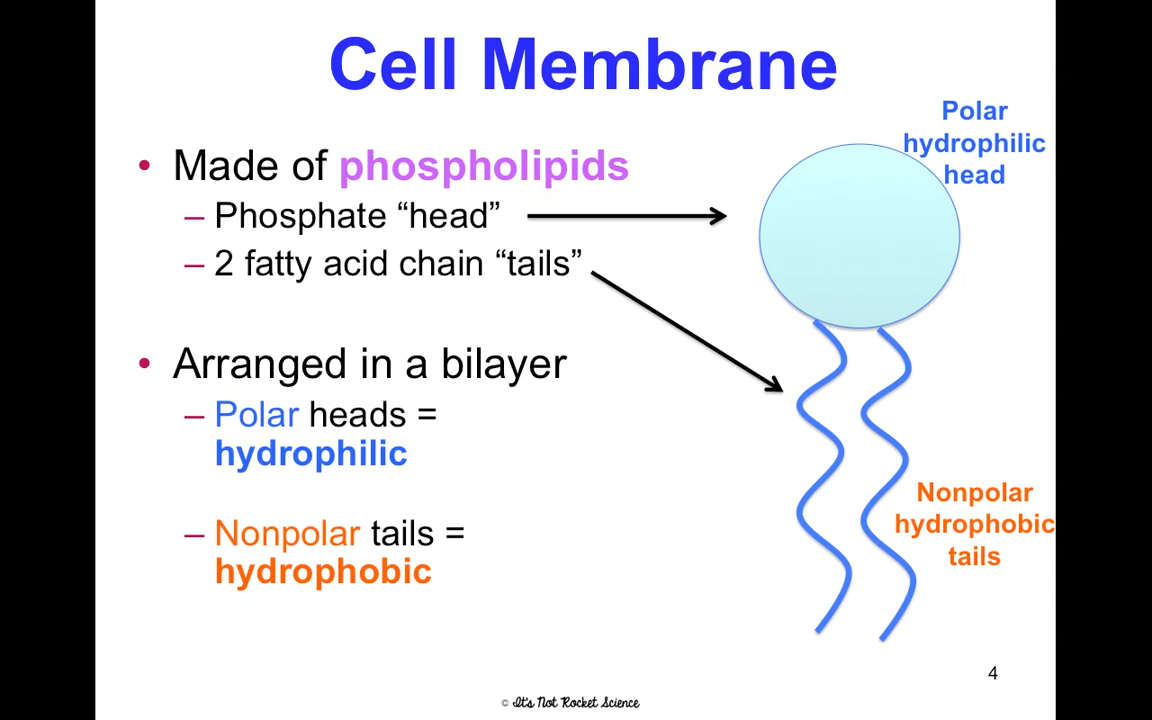 Cell Membrane
• Made of phospholipids
– Phosphate “head”
– 2 fatty acid chain “tails”
• Arranged in a bilayer
– Polar heads =
hydrophilic
– Nonpolar tails =
hydrophobic
Polar
hydrophilic
head
Nonpolar
hydrophobic
tails
4
© It's Not Rocket Science